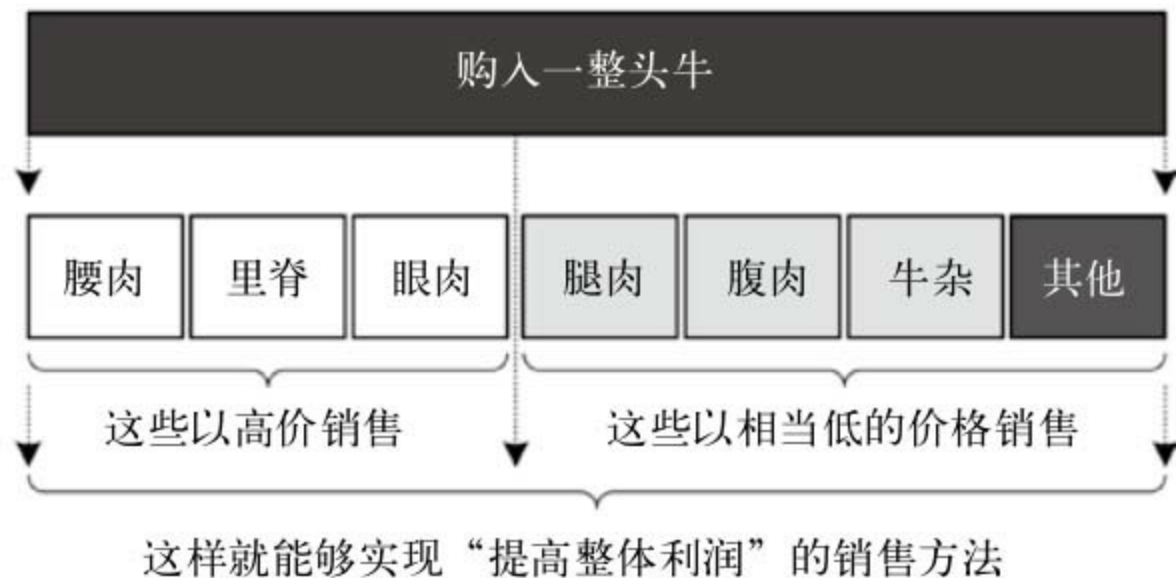 购入一整头牛
腰肉 里脊 眼肉 腿肉 腹肉 牛杂 其他
这些以高价销售 这些以相当低的价格销售
这样就能够实现“提高整体利润”的销售方法